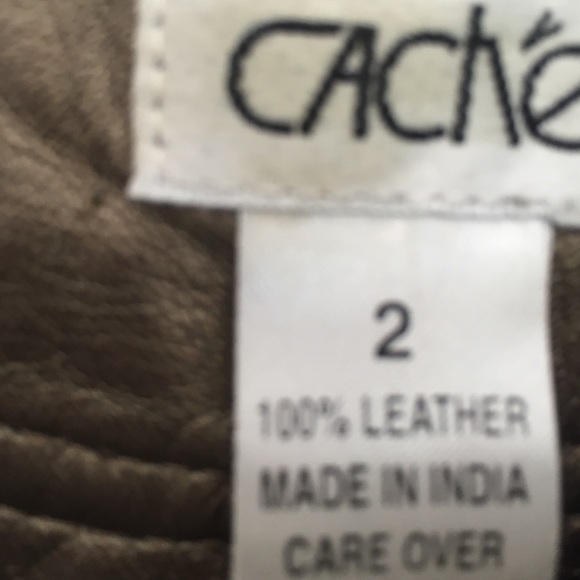 CAChé
2
100% LEATHER
MADE IN INDIA
CARE OVER